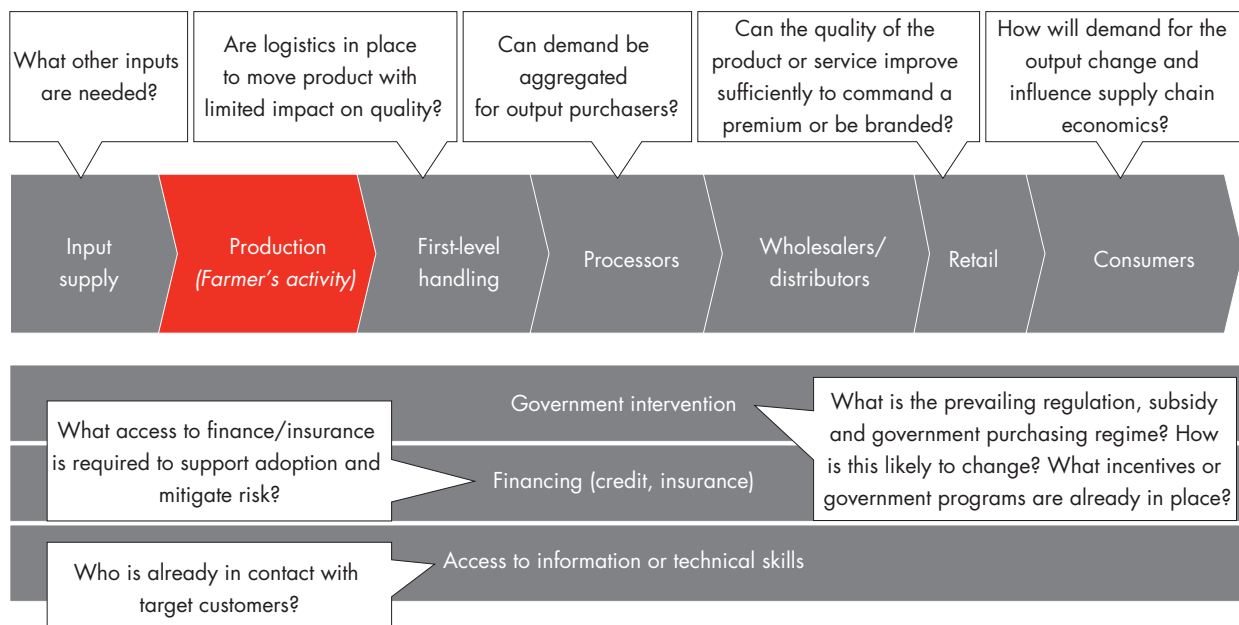 What other inputs
are needed?
Are logistics in place
to move product with
limited impact on quality?
Can demand be
aggregated
for output purchasers?
Can the quality of the
product or service improve
sufficiently to command a
premium or be branded?
How will demand for the
output change and
influence supply chain
economics?
Input
supply
Production
(Farmer’s activity)
First-level
handling
Processors
Wholesalers/
distributors
Retail
Consumers
Government intervention
What is the prevailing regulation, subsidy
and government purchasing regime? How
is this likely to change? What incentives or
government programs are already in place?
What access to finance/insurance
is required to support adoption and
mitigate risk?
Financing (credit, insurance)
Access to information or technical skills
Who is already in contact with
target customers?